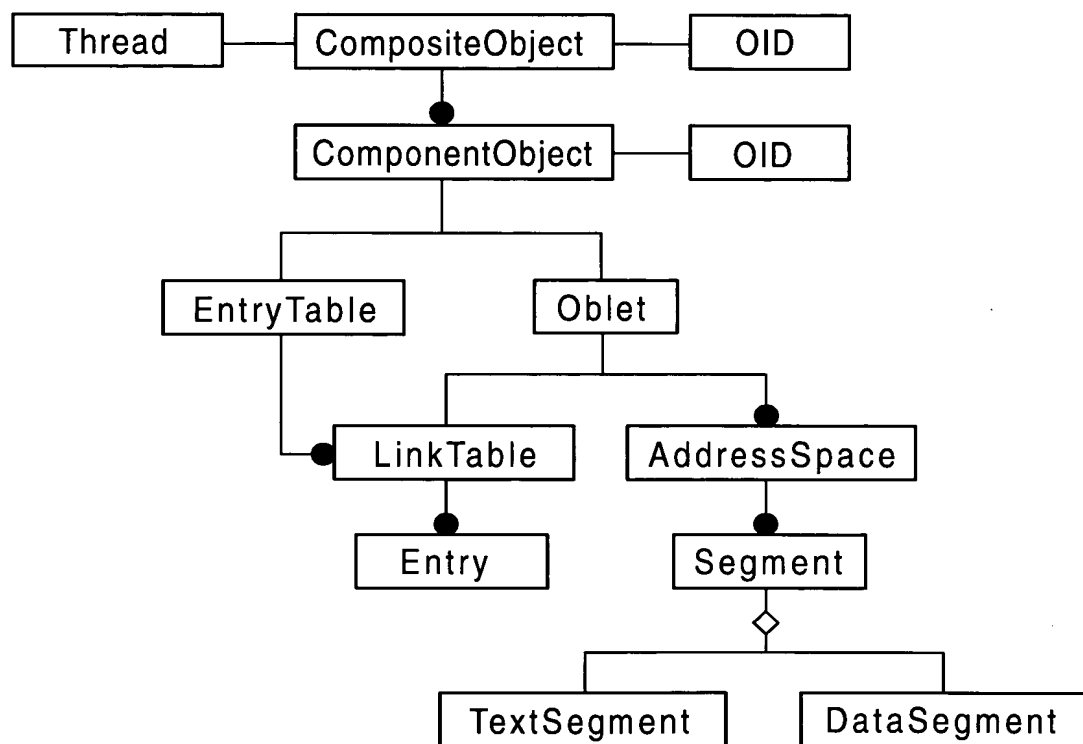 Thread
CompositeObject
OID
ComponentObject
OID
EntryTable
Oblet
LinkTable
AddressSpace
Entry
Segment
TextSegment
DataSegment